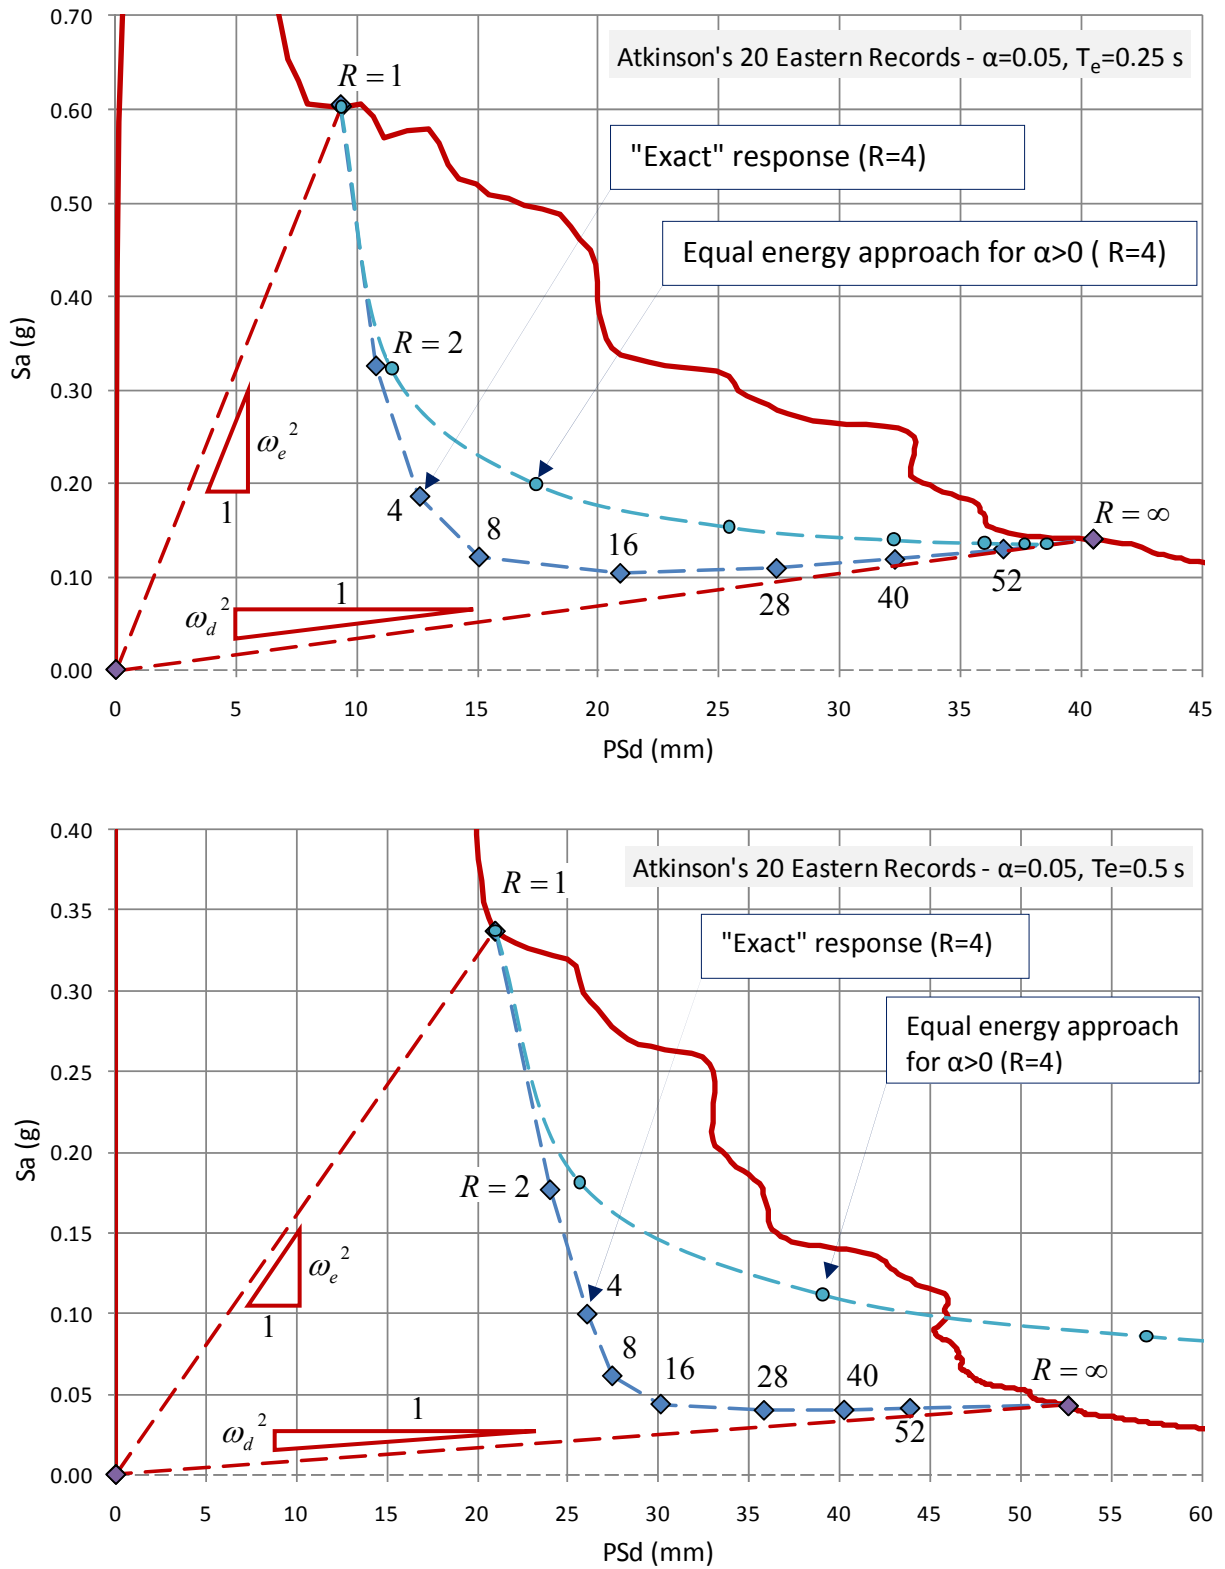 0.70
0.60
0.50
0.40
0.30
0.20
0.10
0.00
Sa (g)
Atkinson's 20 Eastern Records - α=0.05, Te=0.25 s
R = 1
"Exact" response (R=4)
Equal energy approach for α>0 ( R=4)
R = 2
ωe²
1
4
8
16
28
40
52
R = ∞
1
ωd²
0 5 10 15 20 25 30 35 40 45
PSd (mm)
0.40
0.35
0.30
0.25
0.20
0.15
0.10
0.05
0.00
Sa (g)
Atkinson's 20 Eastern Records - α=0.05, Te=0.5 s
R = 1
"Exact" response (R=4)
Equal energy approach
for α>0 (R=4)
R = 2
ωe²
1
4
8
16
28
40
52
R = ∞
1
ωd²
0 5 10 15 20 25 30 35 40 45 50 55 60
PSd (mm)